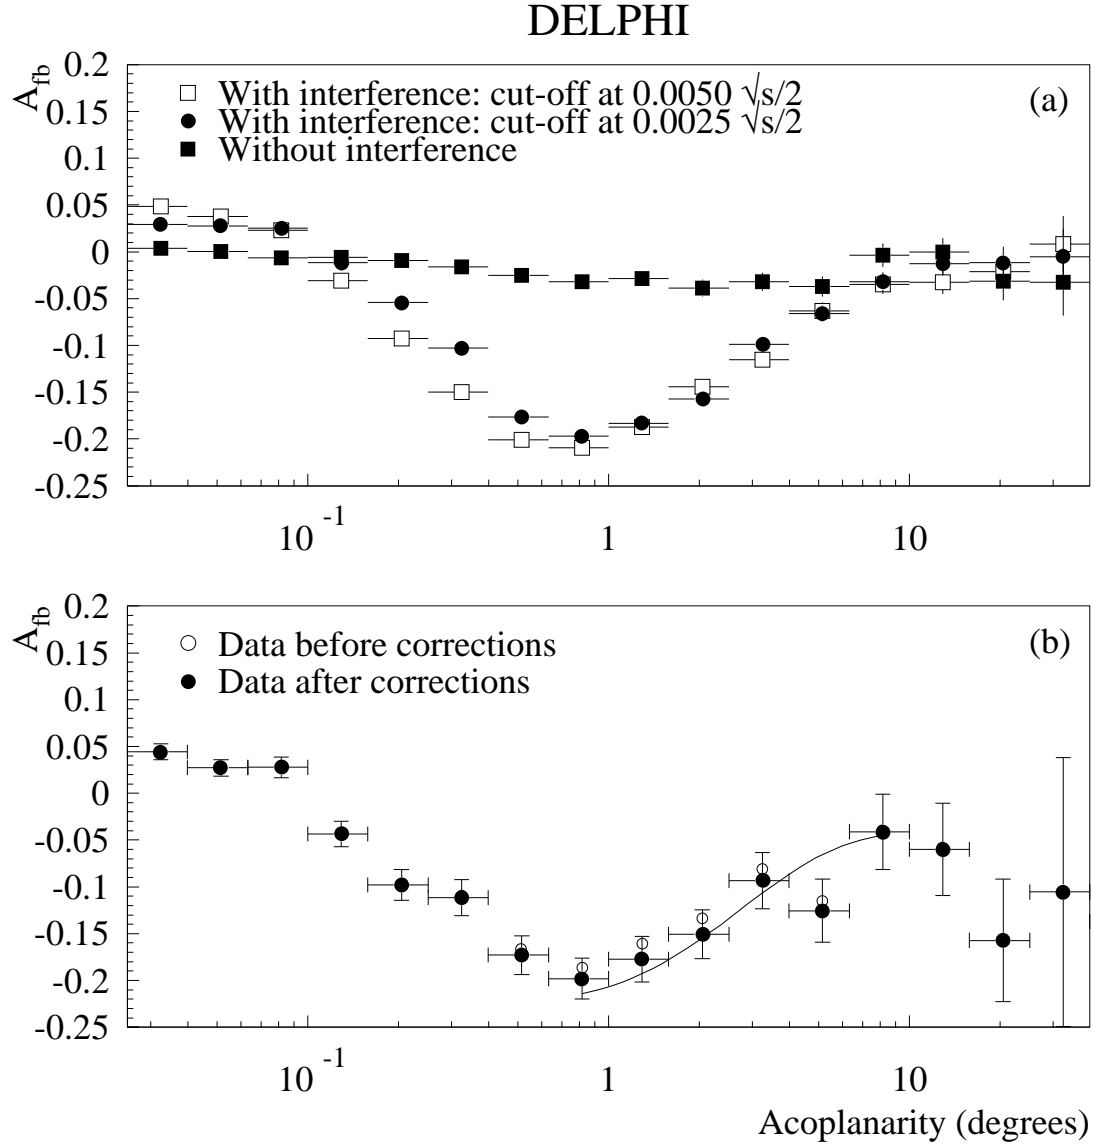 DELPHI
A_fb
0.2
0.15
0.1
0.05
0
-0.05
-0.1
-0.15
-0.2
-0.25
With interference: cut-off at 0.0050 √s/2
With interference: cut-off at 0.0025 √s/2
Without interference
(a)
10^-1 1 10
A_fb
0.2
0.15
0.1
0.05
0
-0.05
-0.1
-0.15
-0.2
-0.25
Data before corrections
Data after corrections
(b)
10^-1 1 10
Acoplanarity (degrees)